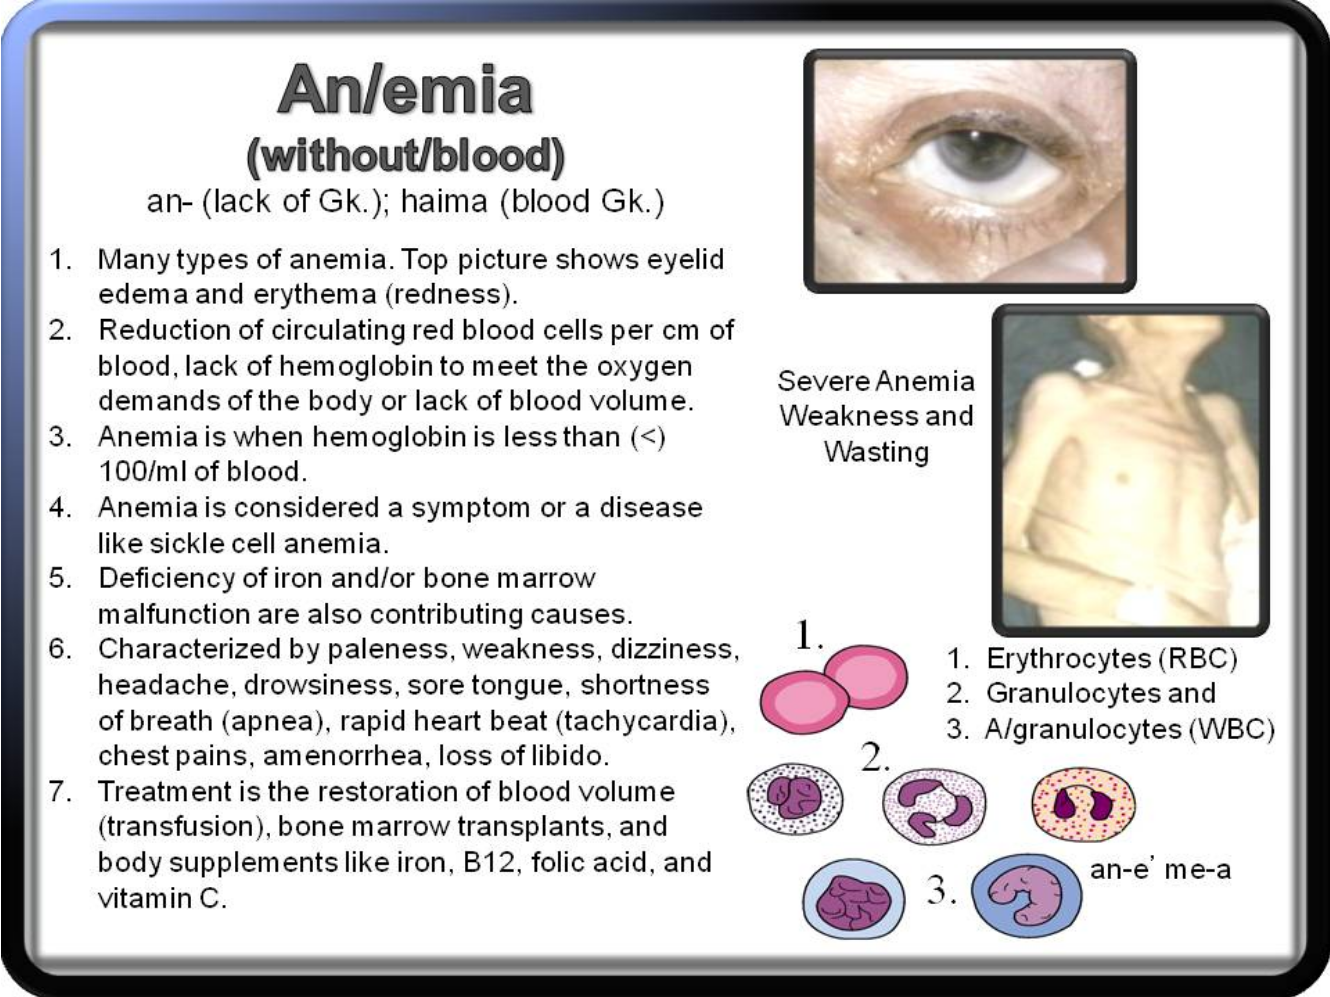 An/emia
(without/blood)
an- (lack of Gk.); haima (blood Gk.)
1. Many types of anemia. Top picture shows eyelid
edema and erythema (redness).
2. Reduction of circulating red blood cells per cm of
blood, lack of hemoglobin to meet the oxygen
demands of the body or lack of blood volume.
3. Anemia is when hemoglobin is less than (<)
100/ml of blood.
4. Anemia is considered a symptom or a disease
like sickle cell anemia.
5. Deficiency of iron and/or bone marrow
malfunction are also contributing causes.
6. Characterized by paleness, weakness, dizziness,
headache, drowsiness, sore tongue, shortness
of breath (apnea), rapid heart beat (tachycardia),
chest pains, amenorrhea, loss of libido.
7. Treatment is the restoration of blood volume
(transfusion), bone marrow transplants, and
body supplements like iron, B12, folic acid, and
vitamin C.
Severe Anemia
Weakness and
Wasting
1.
1. Erythrocytes (RBC)
2. Granulocytes and
3. A/granulocytes (WBC)
2.
3.
an-e’ me-a